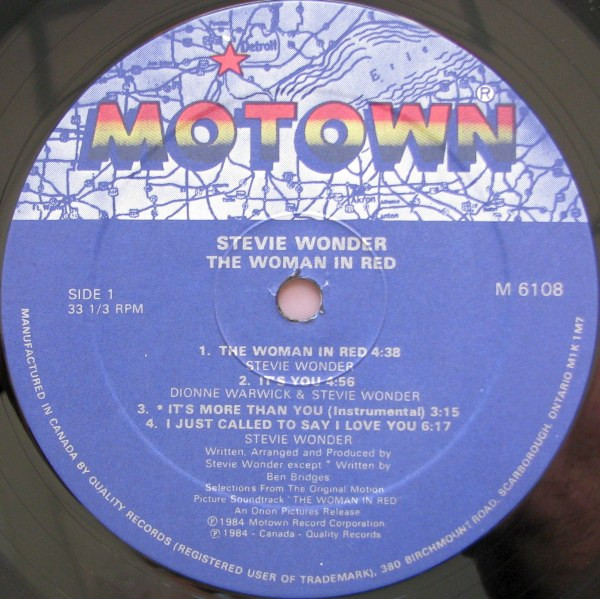 Detroit
Erie
MOTOWN®
Akron
STEVIE WONDER
THE WOMAN IN RED
SIDE 1
33 1/3 RPM
M 6108
1. THE WOMAN IN RED 4:38
STEVIE WONDER
2. IT'S YOU 4:56
DIONNE WARWICK & STEVIE WONDER
3. * IT'S MORE THAN YOU (Instrumental) 3:15
4. I JUST CALLED TO SAY I LOVE YOU 6:17
STEVIE WONDER
Written, Arranged and Produced by
Stevie Wonder except * Written by
Ben Bridges
Selections From The Original Motion
Picture Soundtrack "THE WOMAN IN RED"
An Orion Pictures Release
℗ 1984 Motown Record Corporation
℗ 1984 - Canada - Quality Records
MANUFACTURED IN CANADA BY QUALITY RECORDS (REGISTERED USER OF TRADEMARK), 380 BIRCHMOUNT ROAD, SCARBOROUGH, ONTARIO M1K 1M7